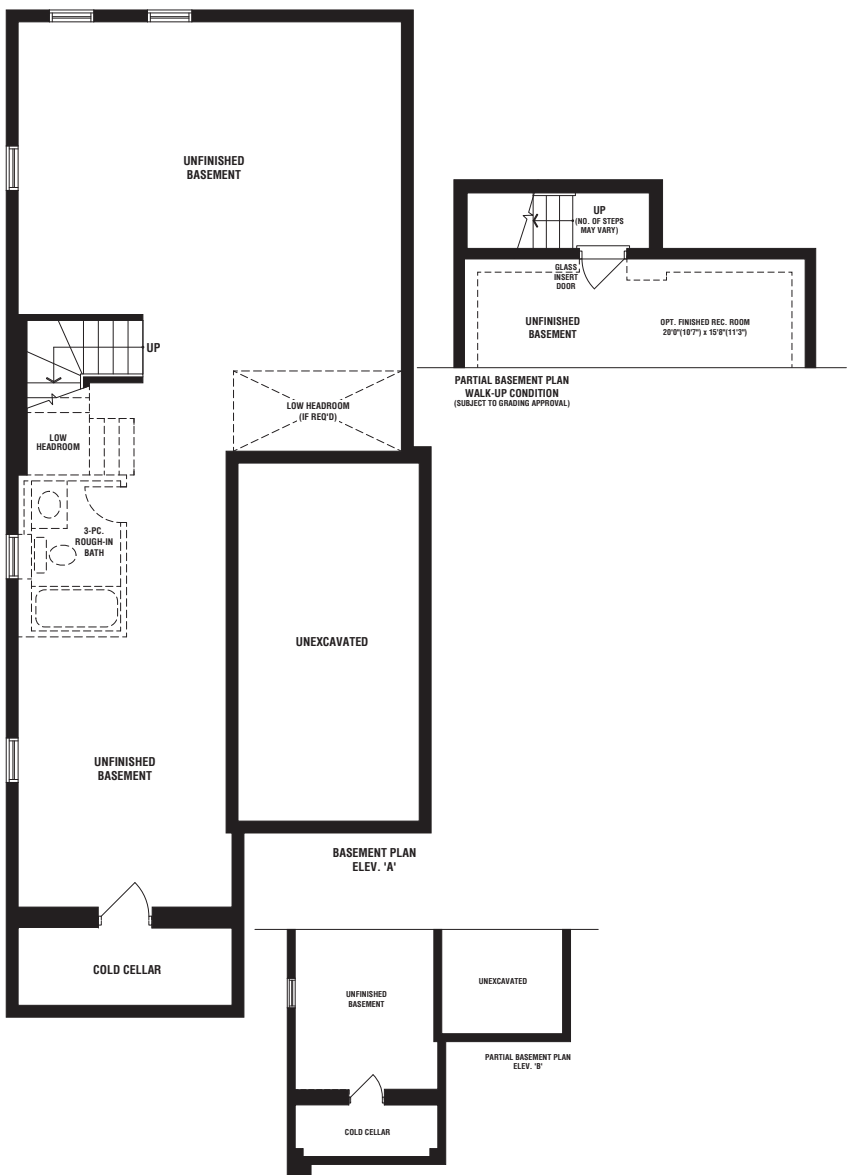 UNFINISHED
BASEMENT
UP
(NO. OF STEPS
MAY VARY)
GLASS
INSERT
DOOR
UNFINISHED
BASEMENT
OPT. FINISHED REC. ROOM
20'0"(10'7") x 15'8"(11'3")
PARTIAL BASEMENT PLAN
WALK-UP CONDITION
(SUBJECT TO GRADING APPROVAL)
UP
LOW HEADROOM
(IF REQ'D)
LOW
HEADROOM
3-PC.
ROUGH-IN
BATH
UNEXCAVATED
UNFINISHED
BASEMENT
BASEMENT PLAN
ELEV. 'A'
COLD CELLAR
UNFINISHED
BASEMENT
UNEXCAVATED
PARTIAL BASEMENT PLAN
ELEV. 'B'
COLD CELLAR